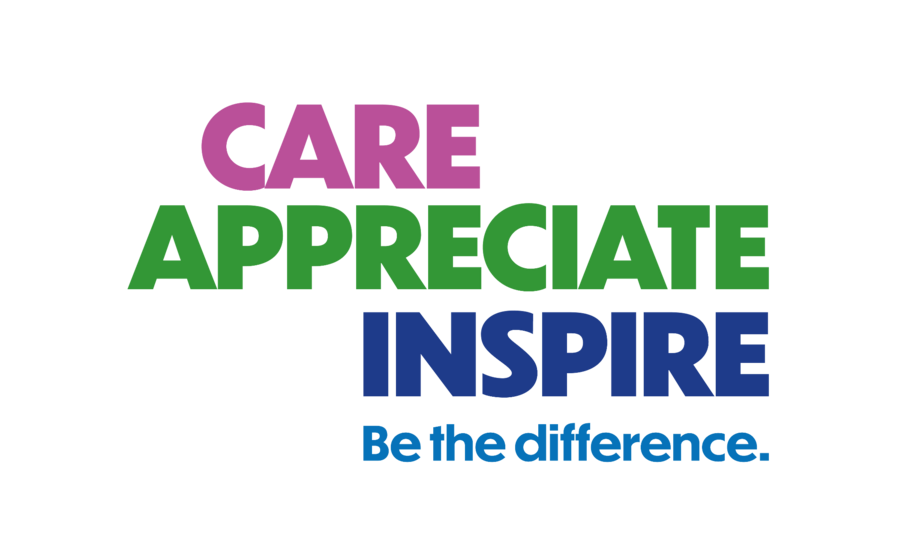 CARE
APPRECIATE
INSPIRE
Be the difference.